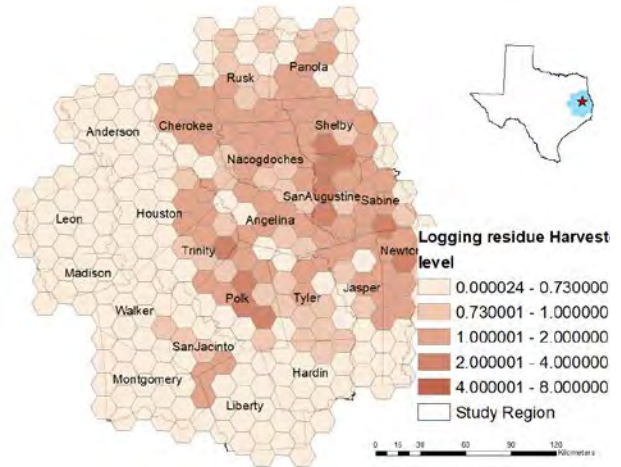 Panola
Rusk
Anderson
Cherokee
Shelby
Nacogdoches
SanAugustine
Sabine
Leon
Houston
Angelina
Trinity
Newton
Madison
Polk
Tyler
Jasper
Walker
SanJacinto
Montgomery
Hardin
Liberty
Logging residue Harveste
level
0.000024 - 0.730000
0.730001 - 1.000000
1.000001 - 2.000000
2.000001 - 4.000000
4.000001 - 8.000000
Study Region
0 15 30 60 90 120
Kilometers